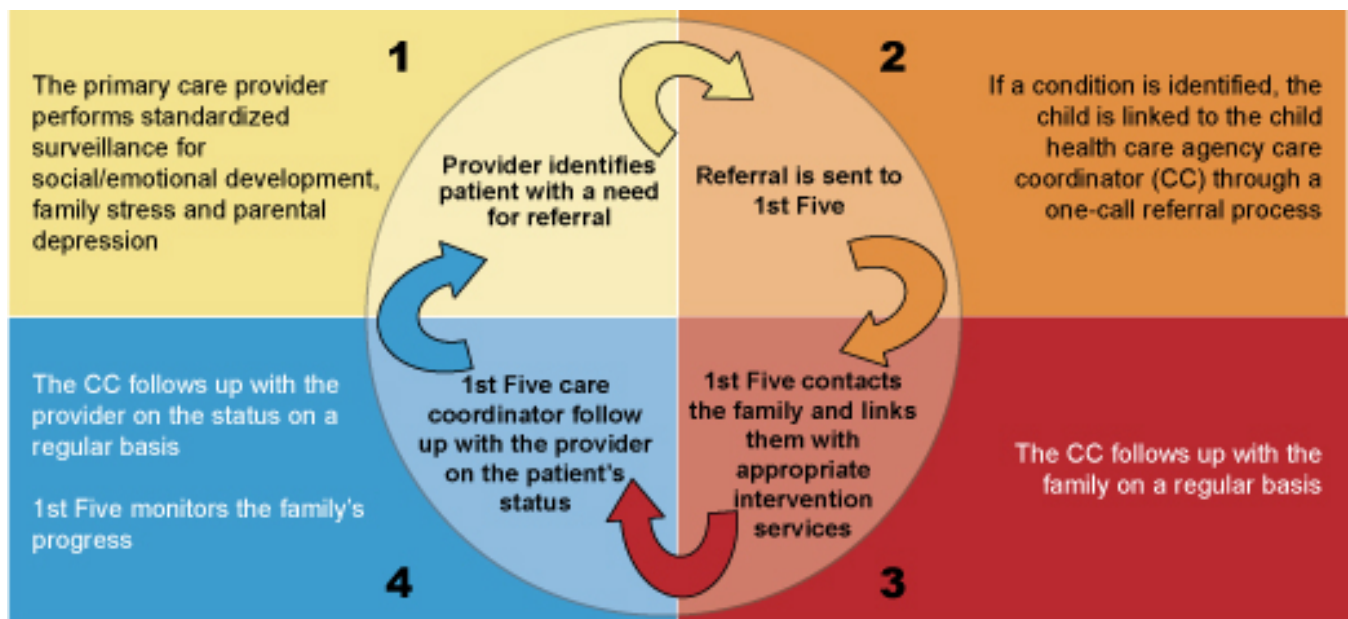 1
The primary care provider
performs standardized
surveillance for
social/emotional development,
family stress and parental
depression
Provider identifies
patient with a need
for referral
2
If a condition is identified, the
child is linked to the child
health care agency care
coordinator (CC) through a
one-call referral process
Referral is sent to
1st Five
3
1st Five contacts
the family and links
them with
appropriate
intervention
services
The CC follows up with the
family on a regular basis
4
1st Five care
coordinator follow
up with the provider
on the patient's
status
The CC follows up with the
provider on the status on a
regular basis
1st Five monitors the family's
progress